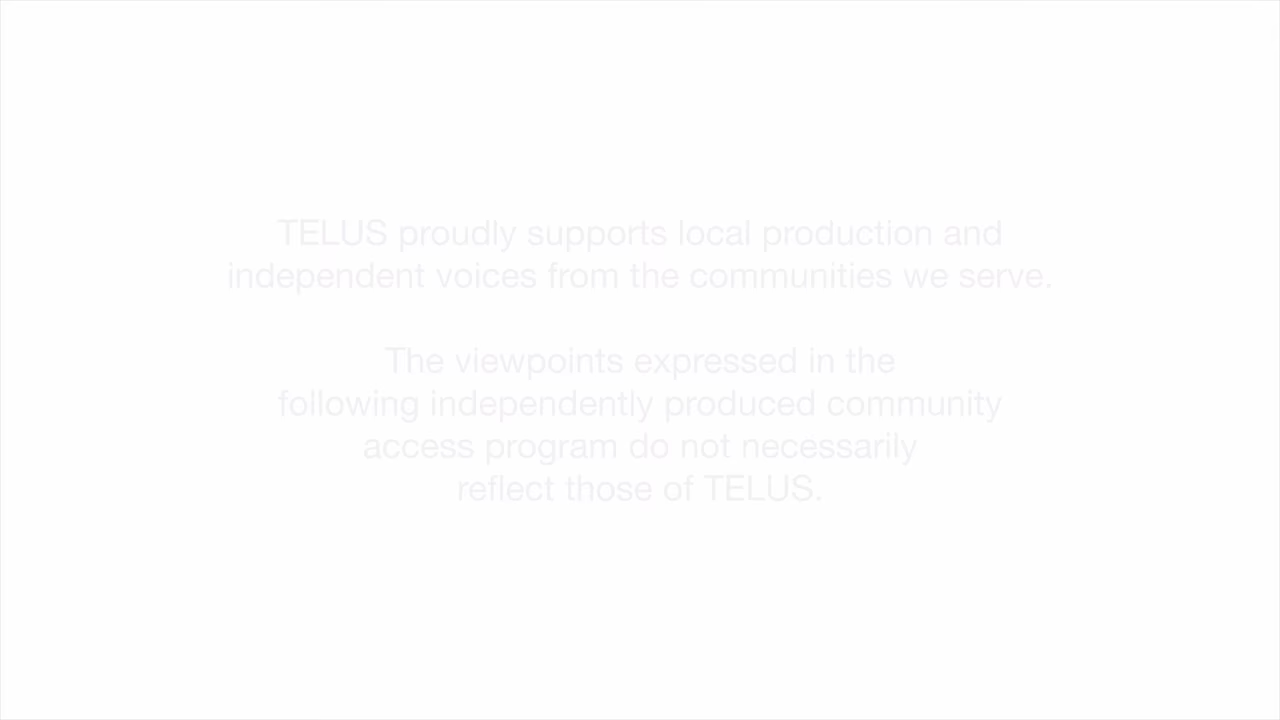 TELUS proudly supports local production and
independent voices from the communities we serve.
The viewpoints expressed in the
following independently produced community
access program do not necessarily
reflect those of TELUS.